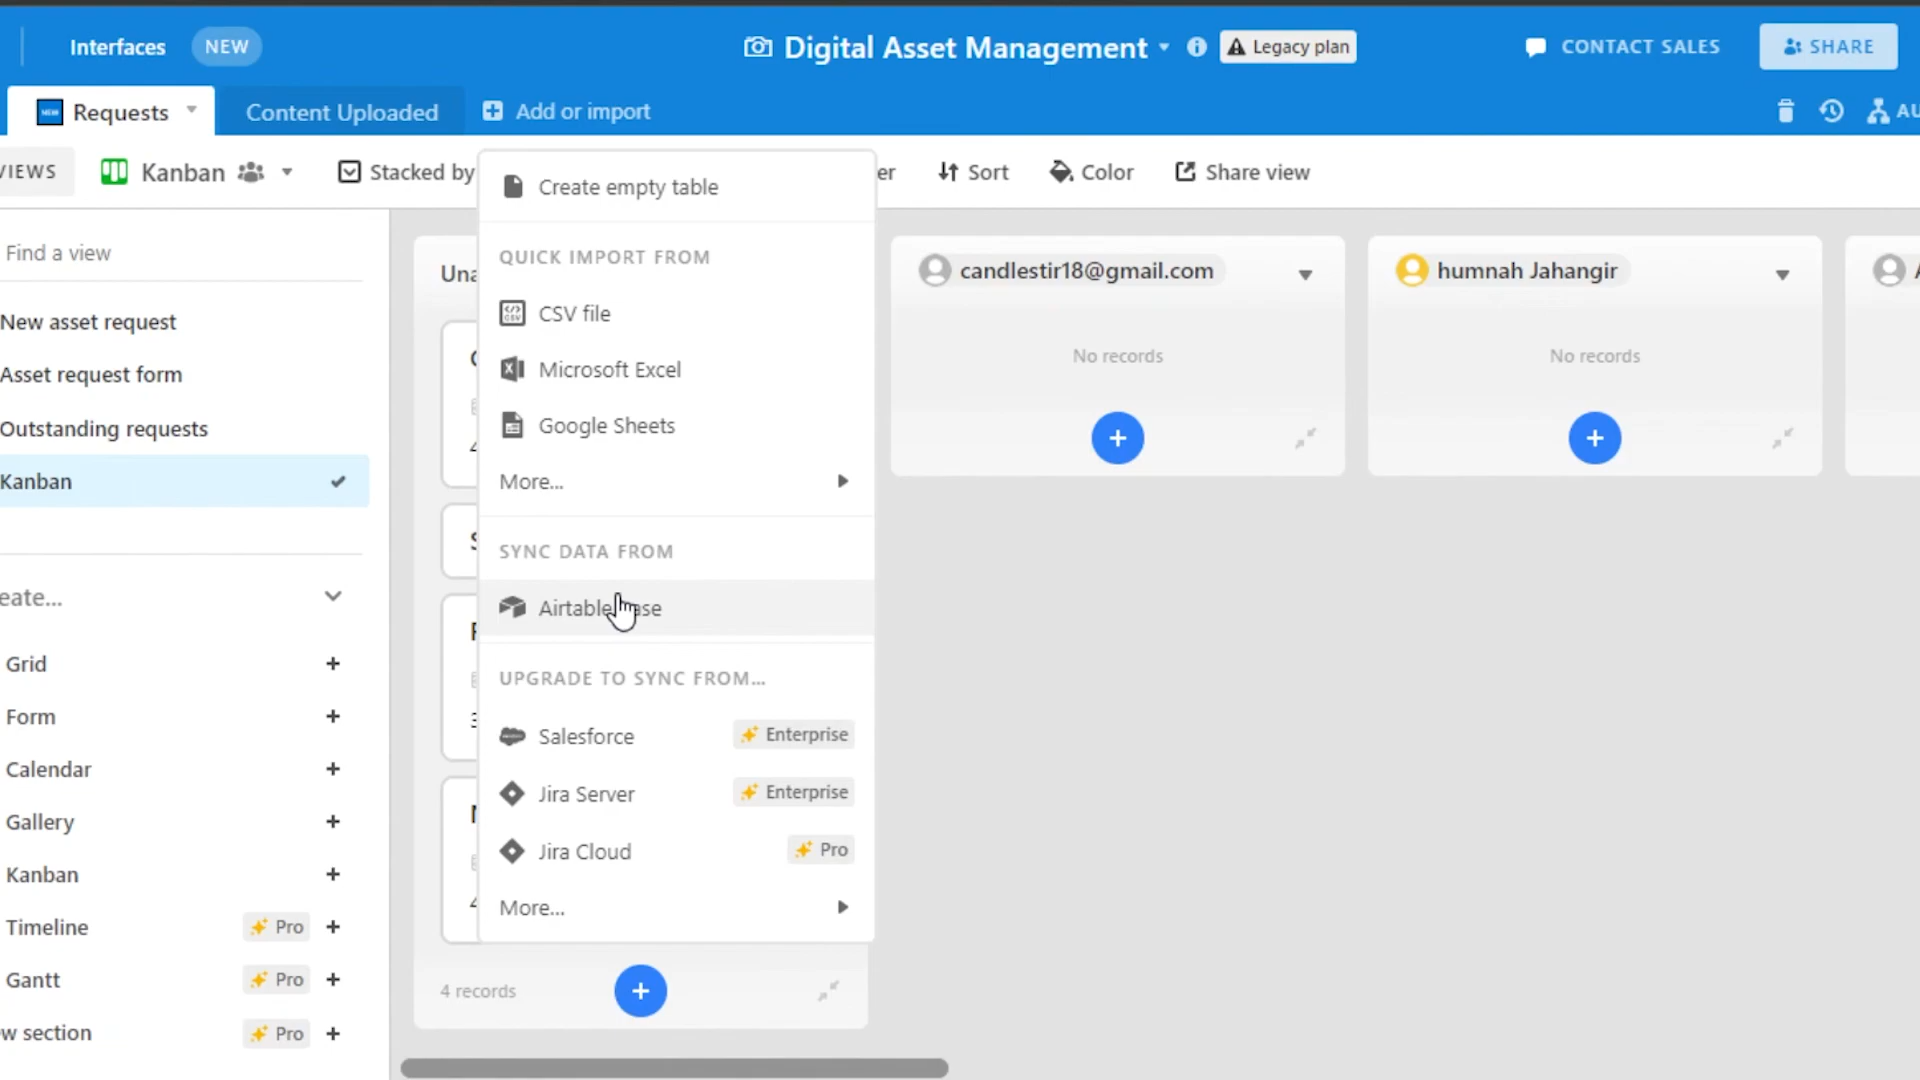 Interfaces NEW
Digital Asset Management Legacy plan
CONTACT SALES SHARE
NEW Requests Content Uploaded Add or import
VIEWS Kanban Stacked by er Sort Color Share view
Find a view
New asset request
Asset request form
Outstanding requests
Kanban
eate...
Grid
Form
Calendar
Gallery
Kanban
Timeline Pro
Gantt Pro
w section Pro
Create empty table
QUICK IMPORT FROM
CSV file
Microsoft Excel
Google Sheets
More...
SYNC DATA FROM
Airtable
UPGRADE TO SYNC FROM...
Salesforce Enterprise
Jira Server Enterprise
Jira Cloud Pro
More...
4 records
candlestir18@gmail.com
No records
humnah Jahangir
No records